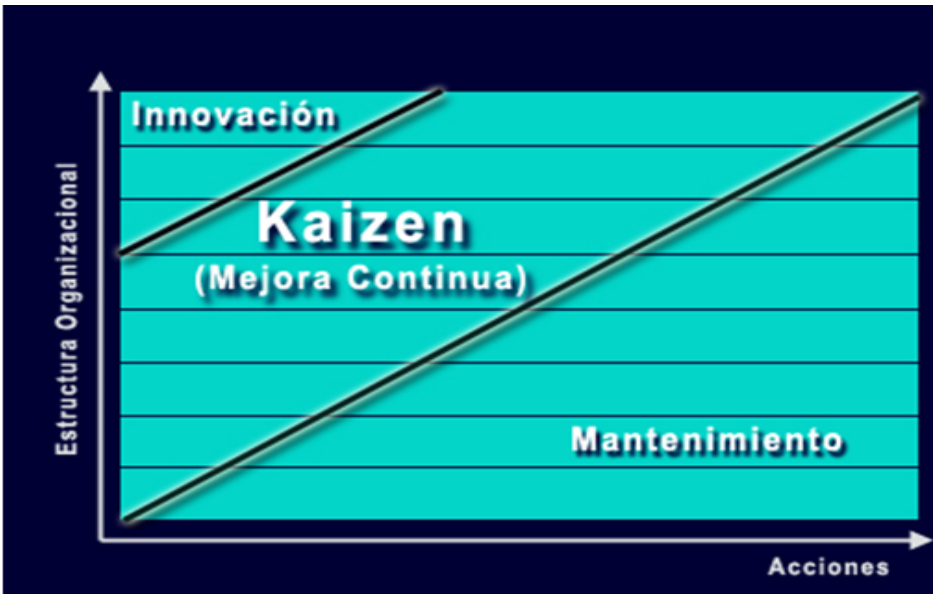 Innovación
Kaizen
(Mejora Continua)
Mantenimiento
Estructura Organizacional
Acciones